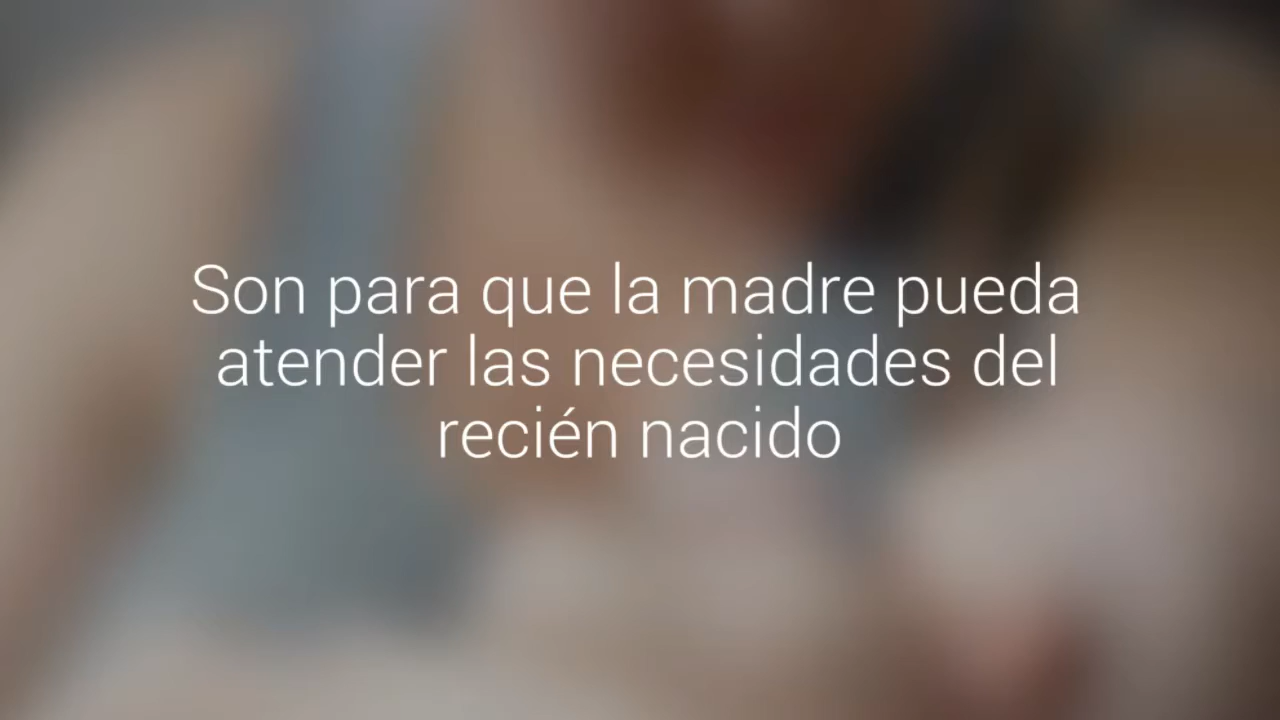 Son para que la madre pueda
atender las necesidades del
recién nacido